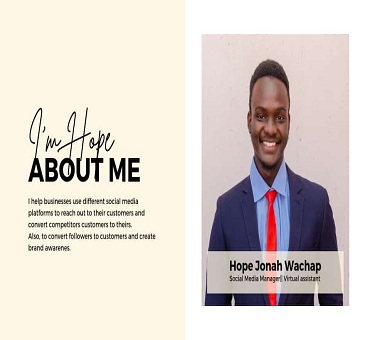 I'm Hope
ABOUT ME
I help businesses use different social media
platforms to reach out to their customers and
convert competitors customers to theirs.
Also, to convert followers to customers and create
brand awarenes.
Hope Jonah Wachap
Social Media Manager| Virtual assistant